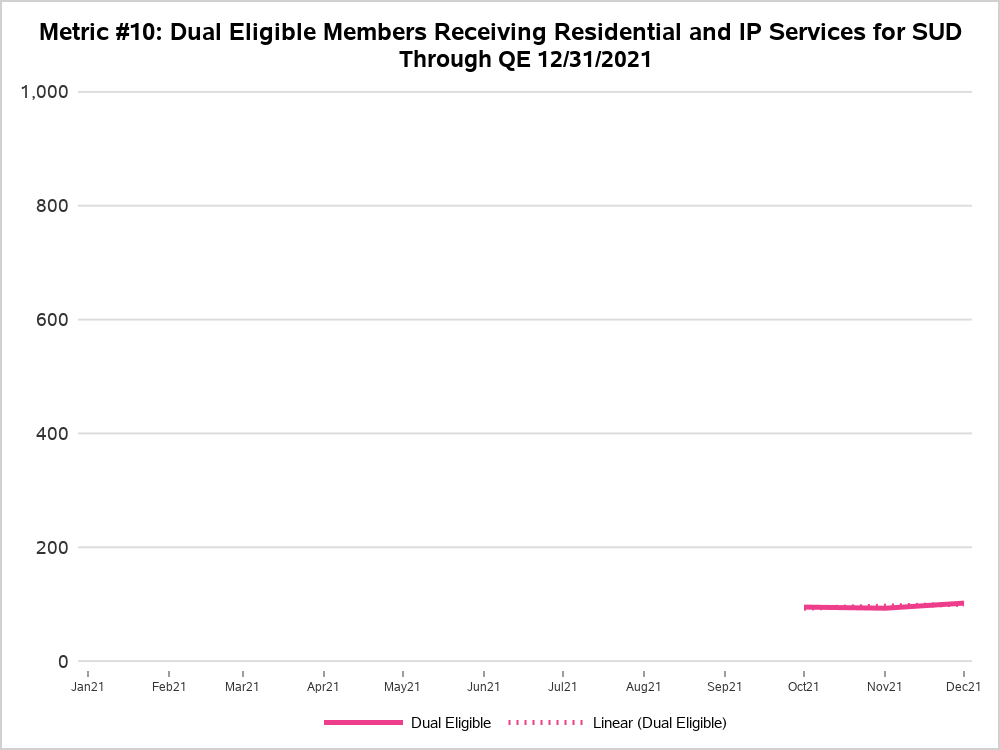 Metric #10: Dual Eligible Members Receiving Residential and IP Services for SUD
Through QE 12/31/2021
1,000
800
600
400
200
0
Jan21 Feb21 Mar21 Apr21 May21 Jun21 Jul21 Aug21 Sep21 Oct21 Nov21 Dec21
Dual Eligible Linear (Dual Eligible)